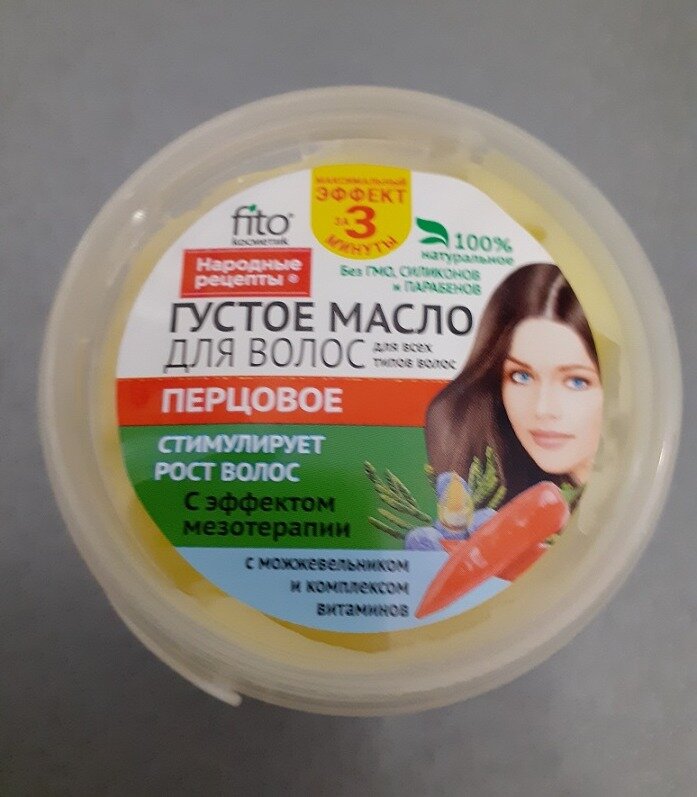 МАКСИМАЛЬНЫЙ
ЭФФЕКТ
ЗА 3
МИНУТЫ
fito®
косметик
Народные
рецепты ®
100%
натуральное
Без ГМО, СИЛИКОНОВ
и ПАРАБЕНОВ
ГУСТОЕ МАСЛО
ДЛЯ ВОЛОС для всех
типов волос
ПЕРЦОВОЕ
СТИМУЛИРУЕТ
РОСТ ВОЛОС
С эффектом
мезотерапии
с можжевельником
и комплексом
витаминов